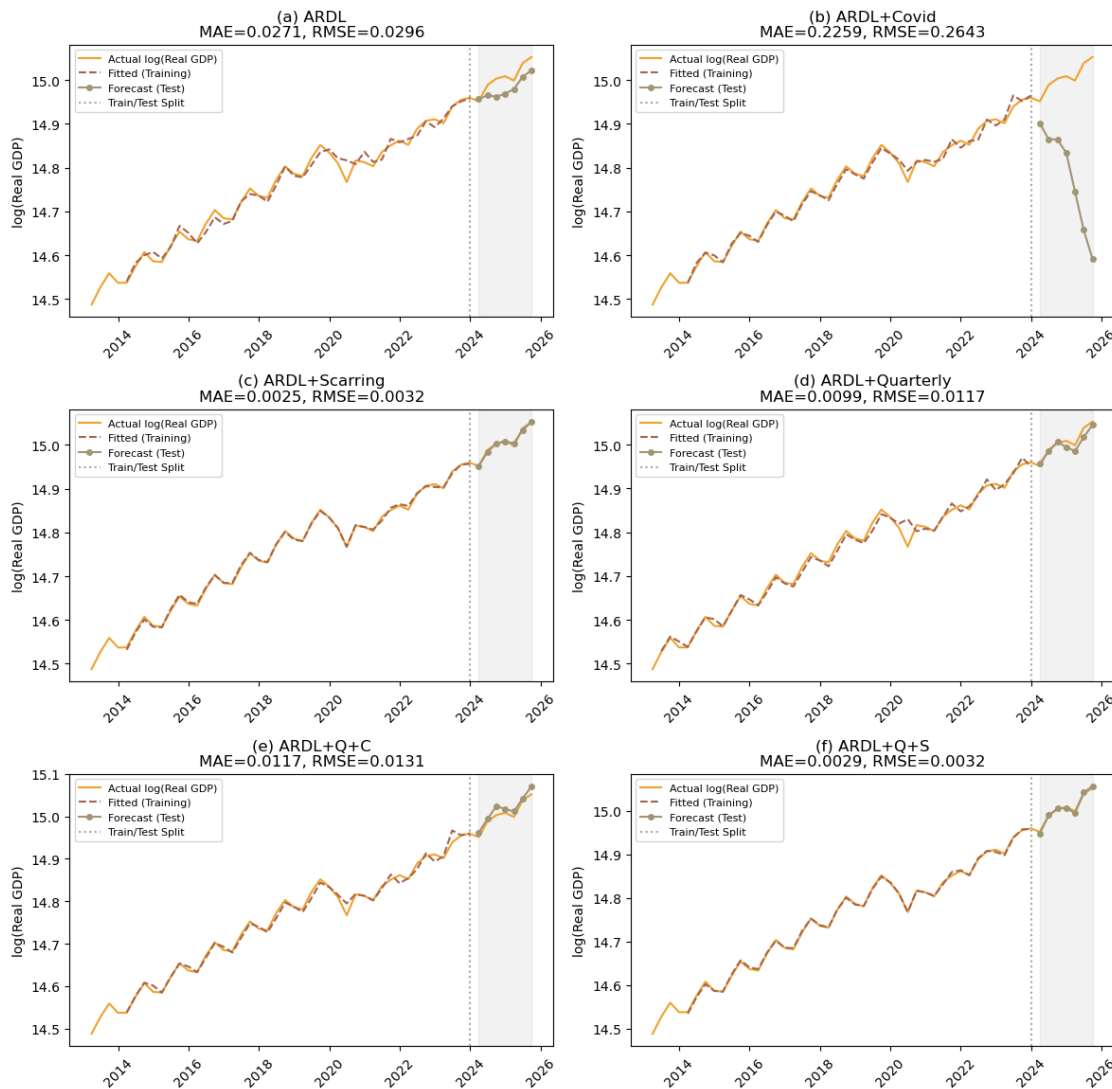 (a) ARDL
MAE=0.0271, RMSE=0.0296
Actual log(Real GDP)
Fitted (Training)
Forecast (Test)
Train/Test Split
log(Real GDP)
15.0
14.9
14.8
14.7
14.6
14.5
2014
2016
2018
2020
2022
2024
2026
(b) ARDL+Covid
MAE=0.2259, RMSE=0.2643
Actual log(Real GDP)
Fitted (Training)
Forecast (Test)
Train/Test Split
log(Real GDP)
15.0
14.9
14.8
14.7
14.6
14.5
2014
2016
2018
2020
2022
2024
2026
(c) ARDL+Scarring
MAE=0.0025, RMSE=0.0032
Actual log(Real GDP)
Fitted (Training)
Forecast (Test)
Train/Test Split
log(Real GDP)
15.0
14.9
14.8
14.7
14.6
14.5
2014
2016
2018
2020
2022
2024
2026
(d) ARDL+Quarterly
MAE=0.0099, RMSE=0.0117
Actual log(Real GDP)
Fitted (Training)
Forecast (Test)
Train/Test Split
log(Real GDP)
15.0
14.9
14.8
14.7
14.6
14.5
2014
2016
2018
2020
2022
2024
2026
(e) ARDL+Q+C
MAE=0.0117, RMSE=0.0131
Actual log(Real GDP)
Fitted (Training)
Forecast (Test)
Train/Test Split
log(Real GDP)
15.1
15.0
14.9
14.8
14.7
14.6
14.5
2014
2016
2018
2020
2022
2024
2026
(f) ARDL+Q+S
MAE=0.0029, RMSE=0.0032
Actual log(Real GDP)
Fitted (Training)
Forecast (Test)
Train/Test Split
log(Real GDP)
15.0
14.9
14.8
14.7
14.6
14.5
2014
2016
2018
2020
2022
2024
2026